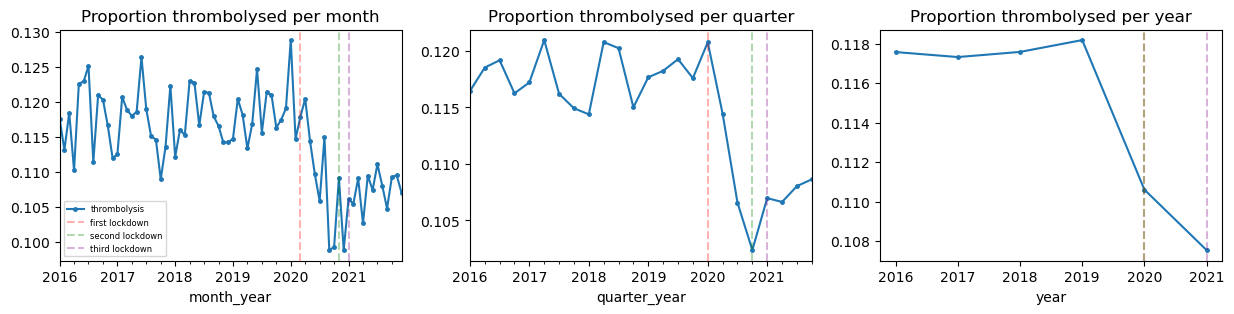 Proportion thrombolysed per month
0.130
0.125
0.120
0.115
0.110
0.105
0.100
thrombolysis
first lockdown
second lockdown
third lockdown
2016 2017 2018 2019 2020 2021
month_year
Proportion thrombolysed per quarter
0.120
0.115
0.110
0.105
2016 2017 2018 2019 2020 2021
quarter_year
Proportion thrombolysed per year
0.118
0.116
0.114
0.112
0.110
0.108
2016 2017 2018 2019 2020 2021
year